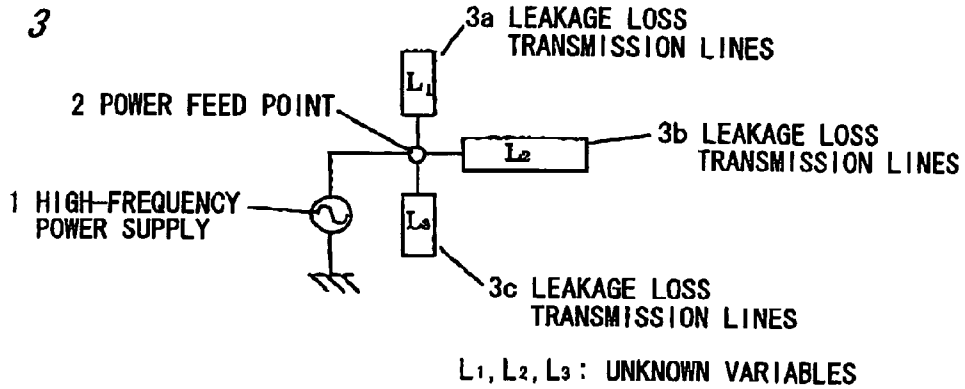 3
3a LEAKAGE LOSS
TRANSMISSION LINES
L₁
2 POWER FEED POINT
3b LEAKAGE LOSS
TRANSMISSION LINES
L₂
1 HIGH-FREQUENCY
POWER SUPPLY
L₃
3c LEAKAGE LOSS
TRANSMISSION LINES
L₁, L₂, L₃: UNKNOWN VARIABLES